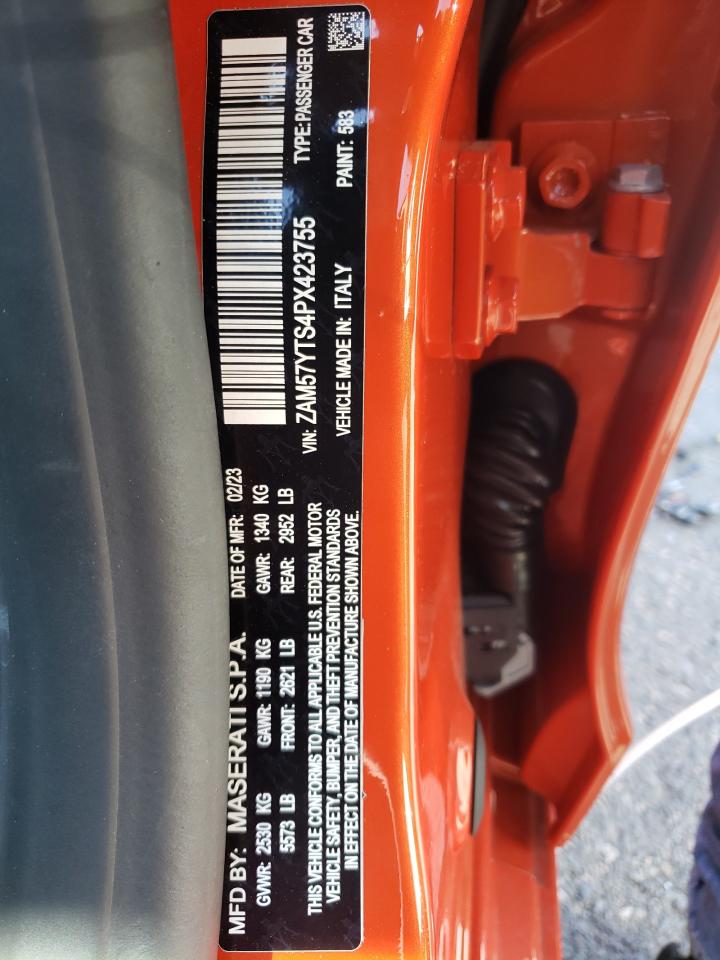 MFD BY: MASERATI S.P.A. DATE OF MFR: 02/23
GVWR: 2530 KG GAWR: 1190 KG GAWR: 1340 KG
5573 LB FRONT: 2621 LB REAR: 2952 LB
THIS VEHICLE CONFORMS TO ALL APPLICABLE U.S. FEDERAL MOTOR
VEHICLE SAFETY, BUMPER, AND THEFT PREVENTION STANDARDS
IN EFFECT ON THE DATE OF MANUFACTURE SHOWN ABOVE.
VIN: ZAM57YTS4PX423755 TYPE: PASSENGER CAR
VEHICLE MADE IN: ITALY PAINT: 583